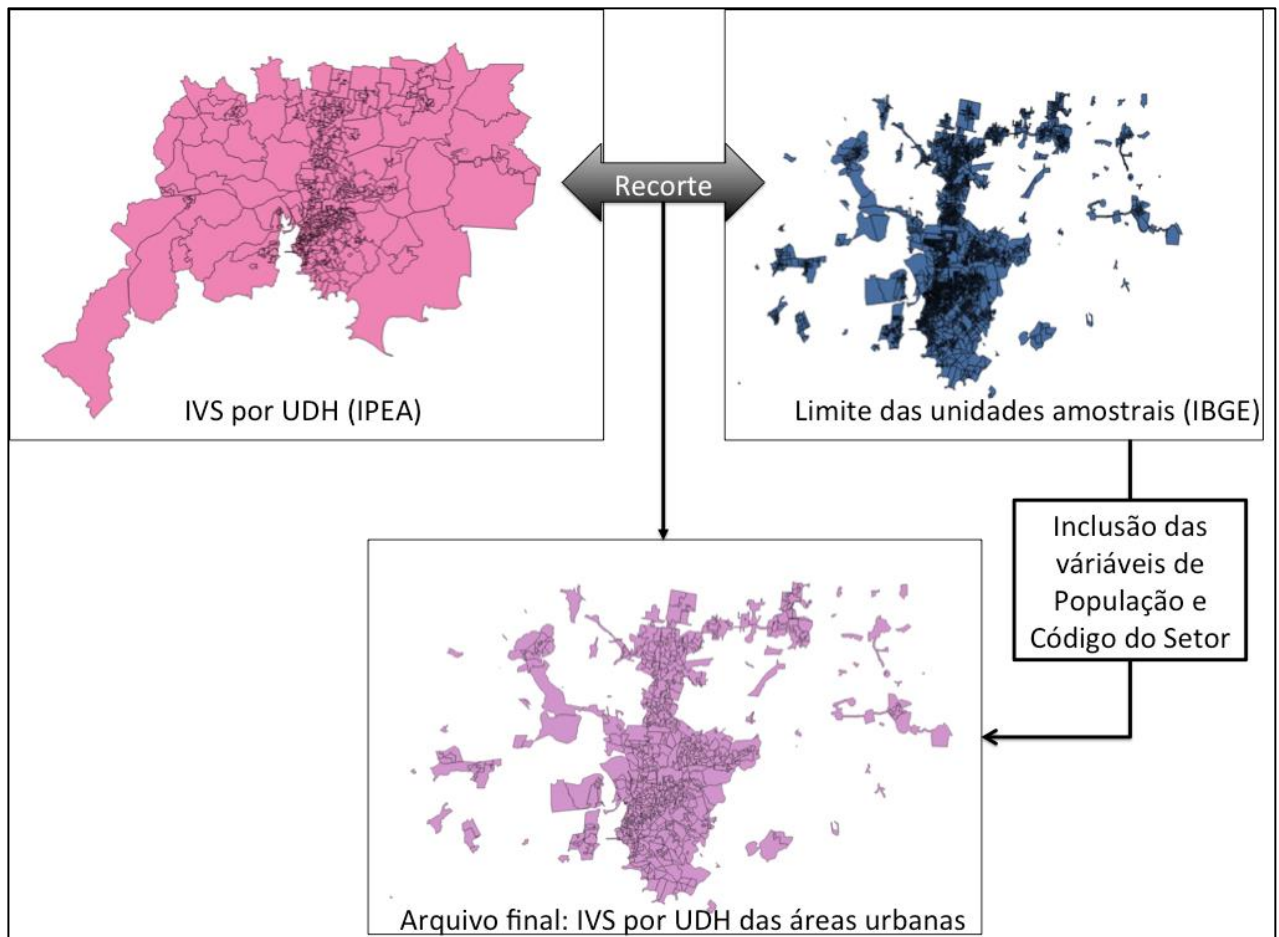 Recorte
IVS por UDH (IPEA)
Limite das unidades amostrais (IBGE)
Inclusão das
váriáveis de
População e
Código do Setor
Arquivo final: IVS por UDH das áreas urbanas